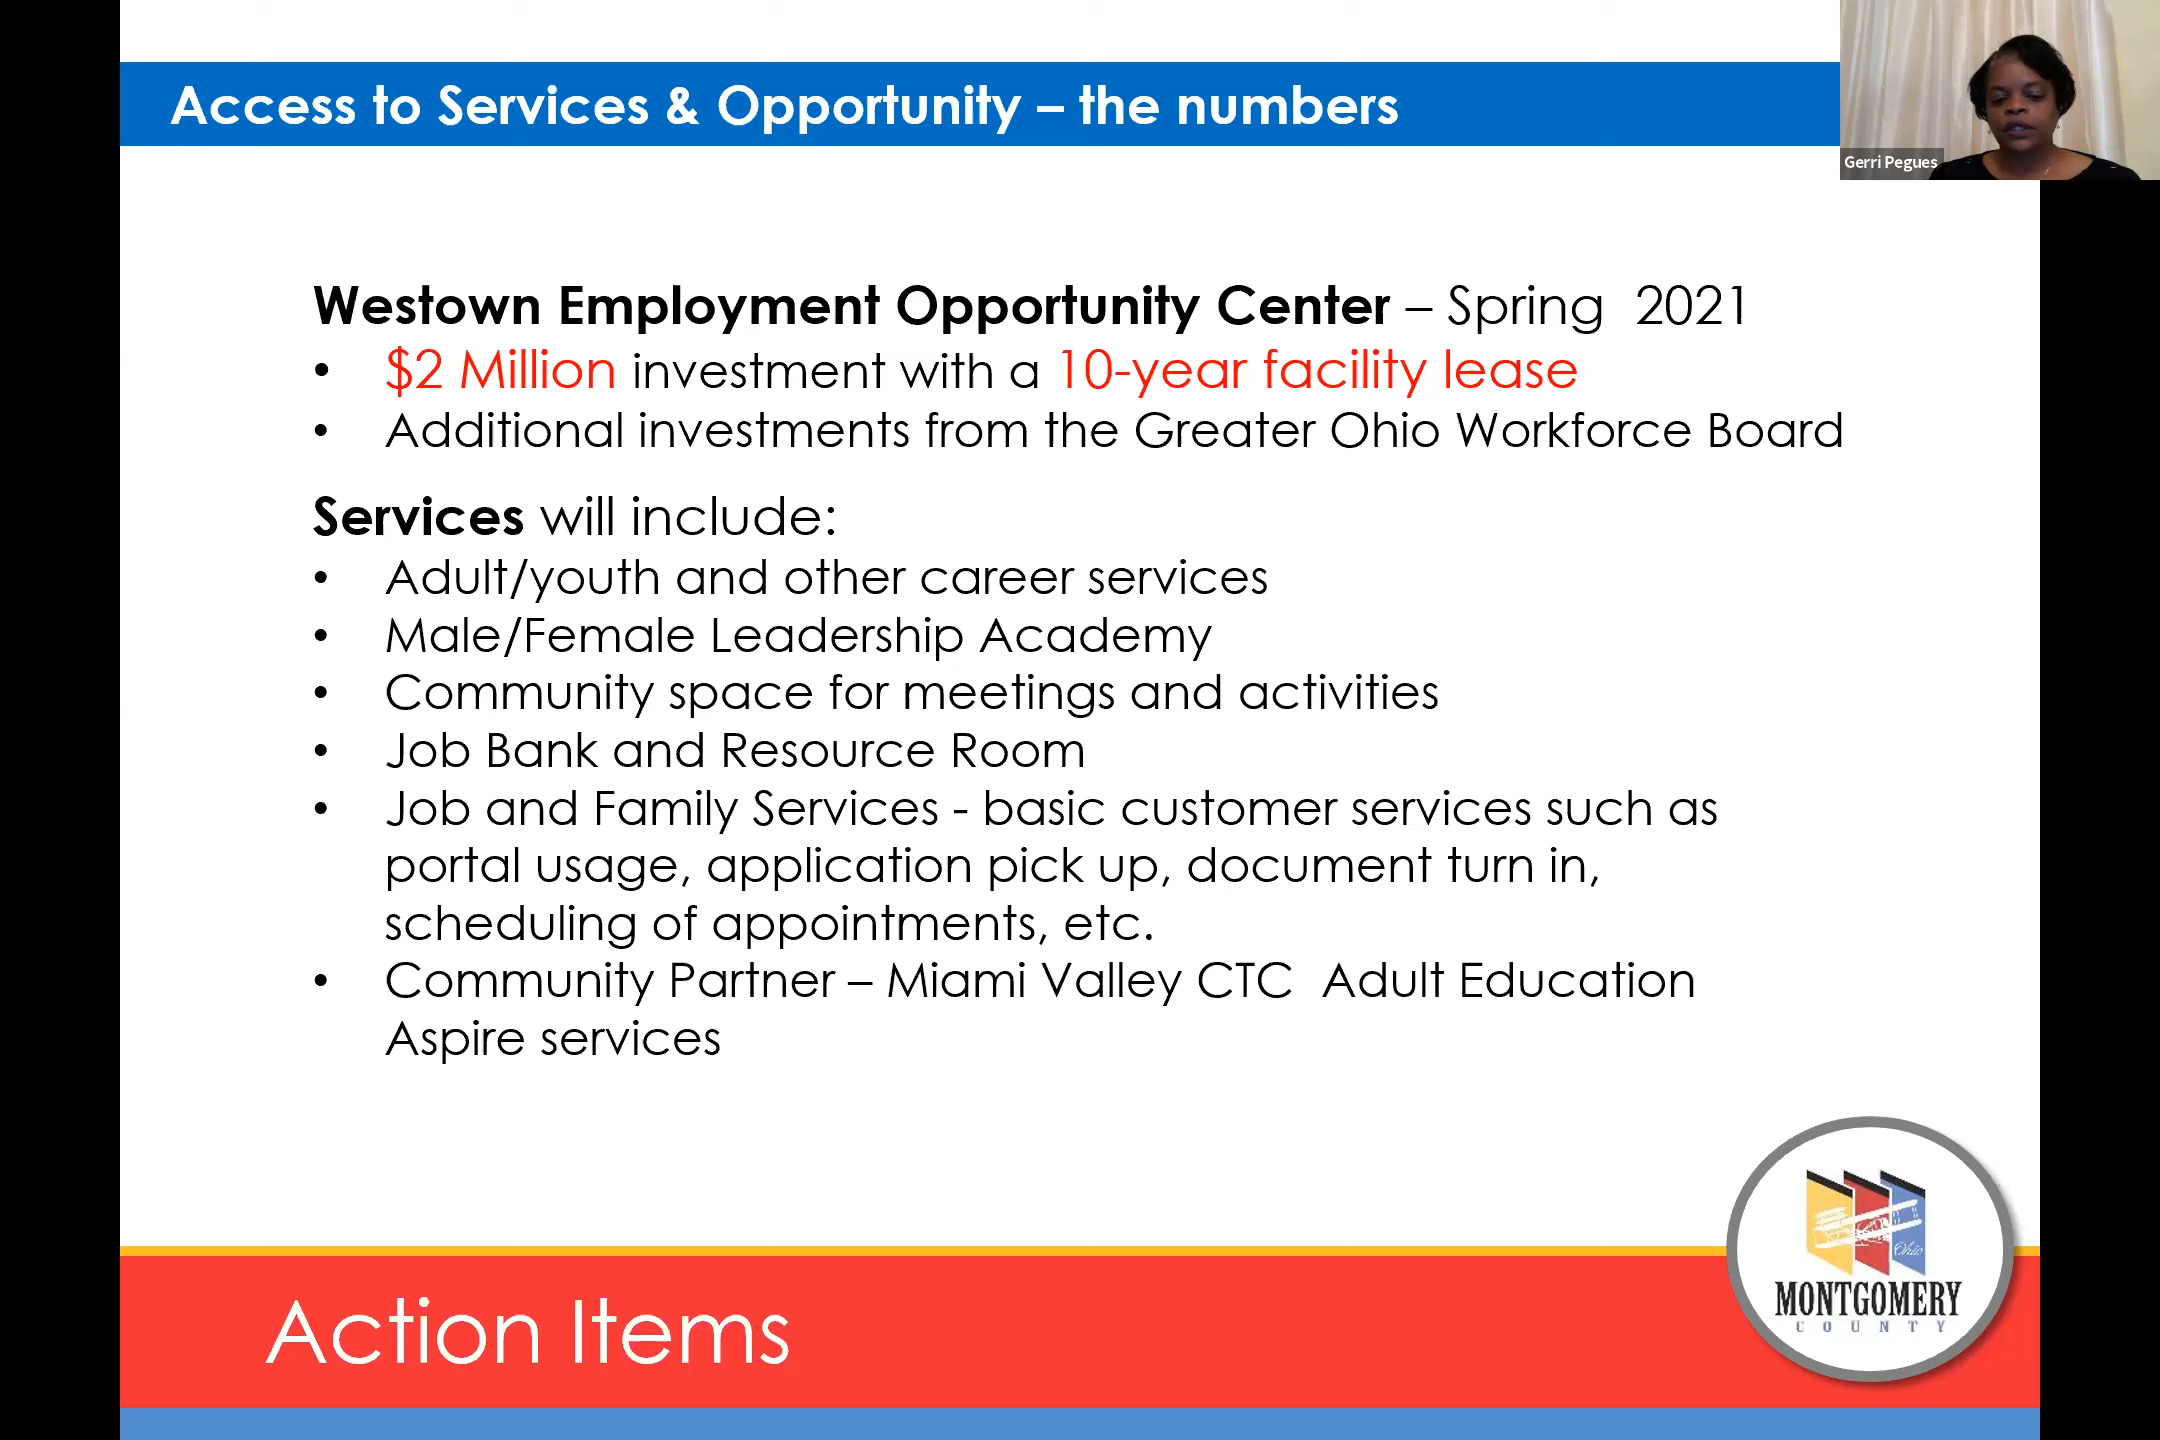 Access to Services & Opportunity – the numbers
Gerri Pegues
Westown Employment Opportunity Center – Spring  2021
• $2 Million investment with a 10-year facility lease
• Additional investments from the Greater Ohio Workforce Board
Services will include:
• Adult/youth and other career services
• Male/Female Leadership Academy
• Community space for meetings and activities
• Job Bank and Resource Room
• Job and Family Services - basic customer services such as
portal usage, application pick up, document turn in,
scheduling of appointments, etc.
• Community Partner – Miami Valley CTC  Adult Education
Aspire services
Ohio
MONTGOMERY
COUNTY
Action Items